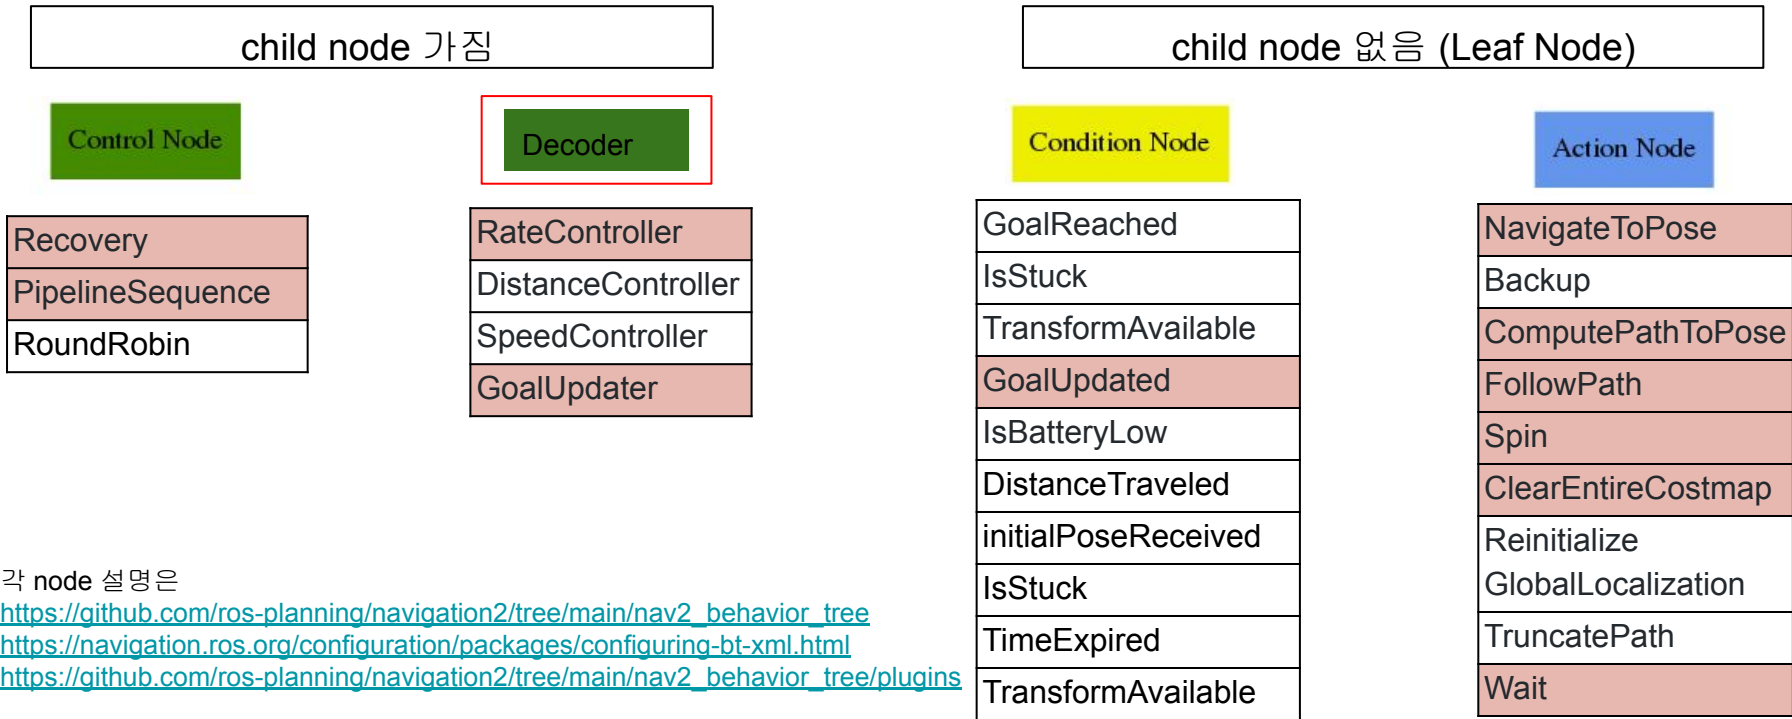 child node 가짐
child node 없음 (Leaf Node)
Control Node
Decoder
Condition Node
Action Node
Recovery
PipelineSequence
RoundRobin
RateController
DistanceController
SpeedController
GoalUpdater
GoalReached
IsStuck
TransformAvailable
GoalUpdated
IsBatteryLow
DistanceTraveled
initialPoseReceived
IsStuck
TimeExpired
TransformAvailable
NavigateToPose
Backup
ComputePathToPose
FollowPath
Spin
ClearEntireCostmap
Reinitialize
GlobalLocalization
TruncatePath
Wait
각 node 설명은
https://github.com/ros-planning/navigation2/tree/main/nav2_behavior_tree
https://navigation.ros.org/configuration/packages/configuring-bt-xml.html
https://github.com/ros-planning/navigation2/tree/main/nav2_behavior_tree/plugins